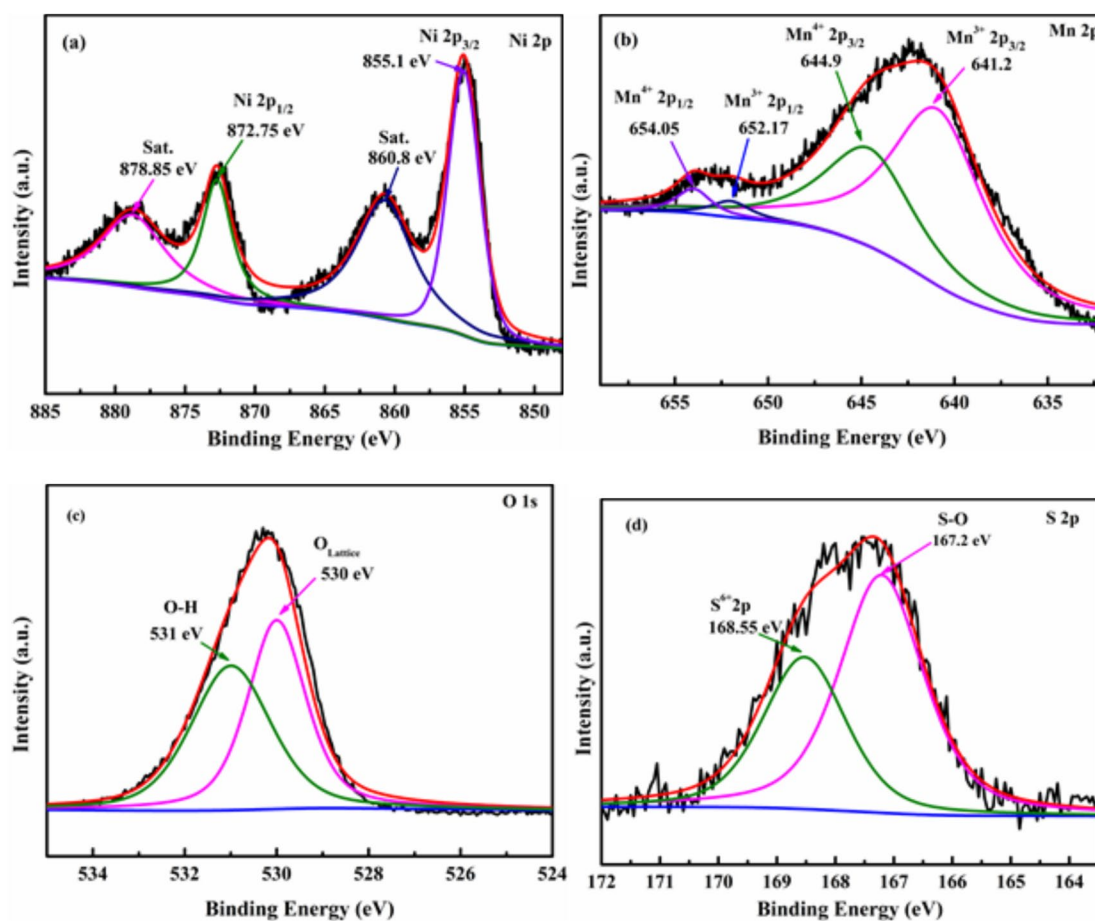 (a)
Ni 2p3/2
Ni 2p
855.1 eV
Ni 2p1/2
872.75 eV
Sat.
878.85 eV
Sat.
860.8 eV
Intensity (a.u.)
885 880 875 870 865 860 855 850
Binding Energy (eV)
(b)
Mn4+ 2p3/2
644.9
Mn3+ 2p3/2
641.2
Mn 2p
Mn4+ 2p1/2
654.05
Mn3+ 2p1/2
652.17
Intensity (a.u.)
655 650 645 640 635
Binding Energy (eV)
(c)
O 1s
OLattice
530 eV
O-H
531 eV
Intensity (a.u.)
534 532 530 528 526 524
Binding Energy (eV)
(d)
S-O
167.2 eV
S 2p
S6+2p
168.55 eV
Intensity (a.u.)
172 171 170 169 168 167 166 165 164
Binding Energy (eV)